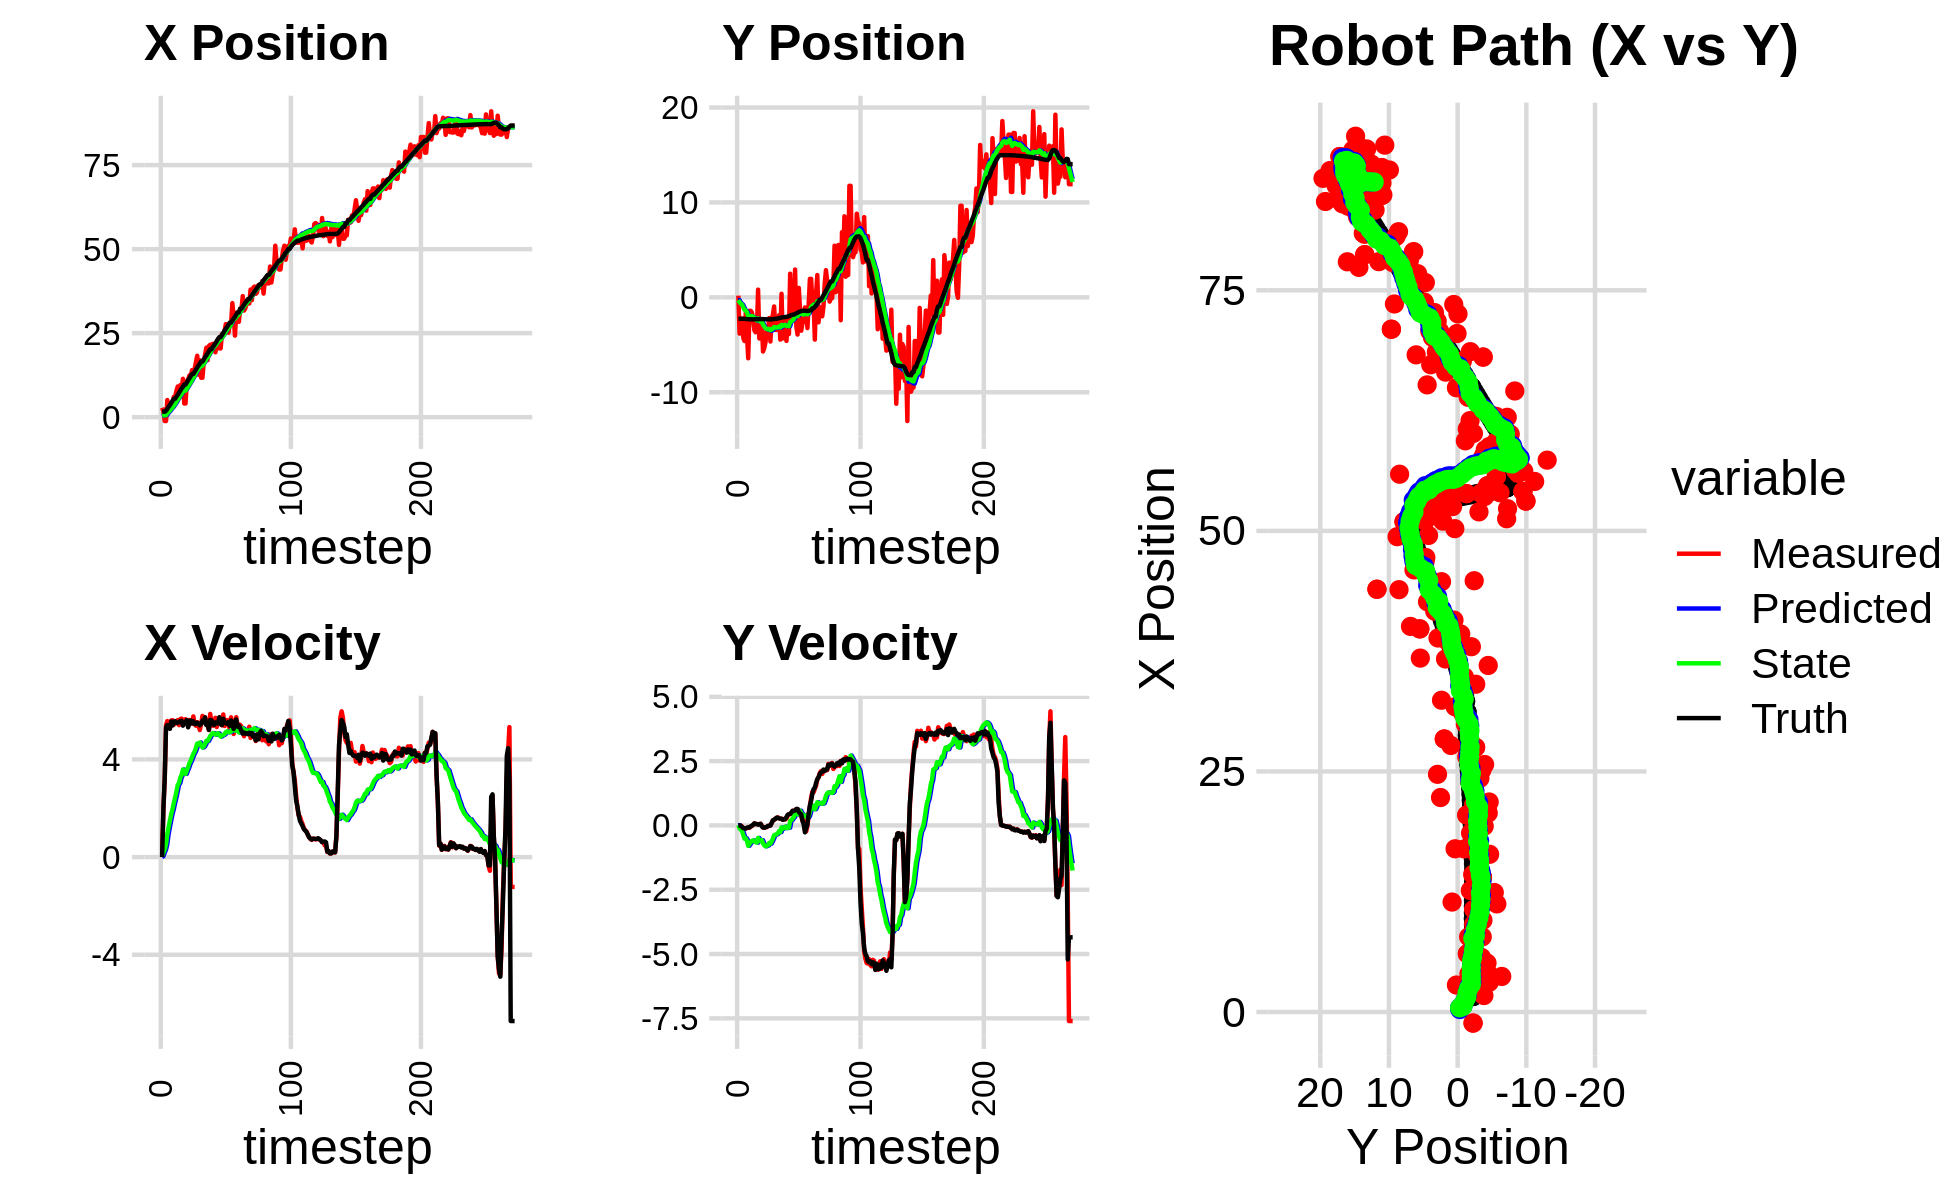 X Position
75
50
25
0
0
100
200
timestep
Y Position
20
10
0
-10
0
100
200
timestep
X Velocity
4
0
-4
0
100
200
timestep
Y Velocity
5.0
2.5
0.0
-2.5
-5.0
-7.5
0
100
200
timestep
Robot Path (X vs Y)
X Position
75
50
25
0
20 10 0 -10 -20
Y Position
variable
Measured
Predicted
State
Truth